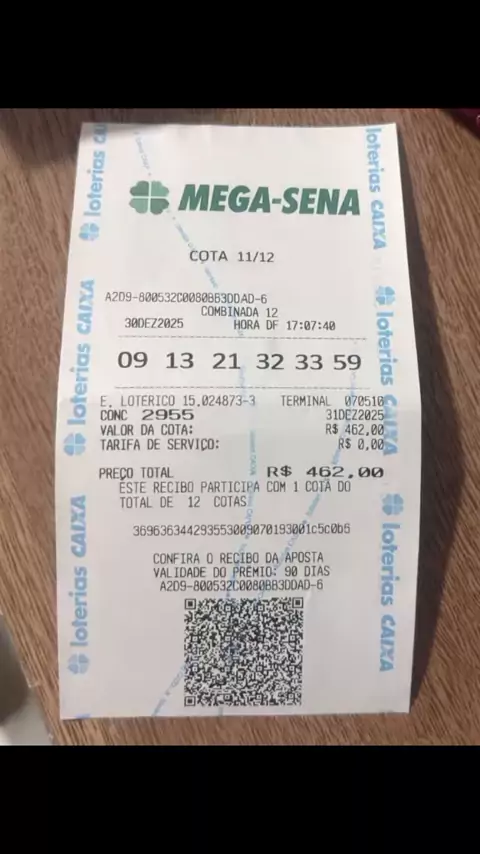 MEGA-SENA
COTA 11/12
A2D9-800532C0080BB3DDAD-6
COMBINADA 12
30DEZ2025 HORA DF 17:07:40
09 13 21 32 33 59
E. LOTERICO 15.024873-3 TERMINAL 070510
CONC 2955 31DEZ2025
VALOR DA COTA: R$ 462,00
TARIFA DE SERVIÇO: R$ 0,00
PREÇO TOTAL R$ 462,00
ESTE RECIBO PARTICIPA COM 1 COTA DO
TOTAL DE 12 COTAS
CONFIRA O RECIBO DA APOSTA
VALIDADE DO PRÊMIO: 90 DIAS
A2D9-800532C0080BB3DDAD-6
loterias CAIXA
loterias CAIXA
loterias CAIXA
loterias CAIXA
loterias CAIXA
loterias CAIXA